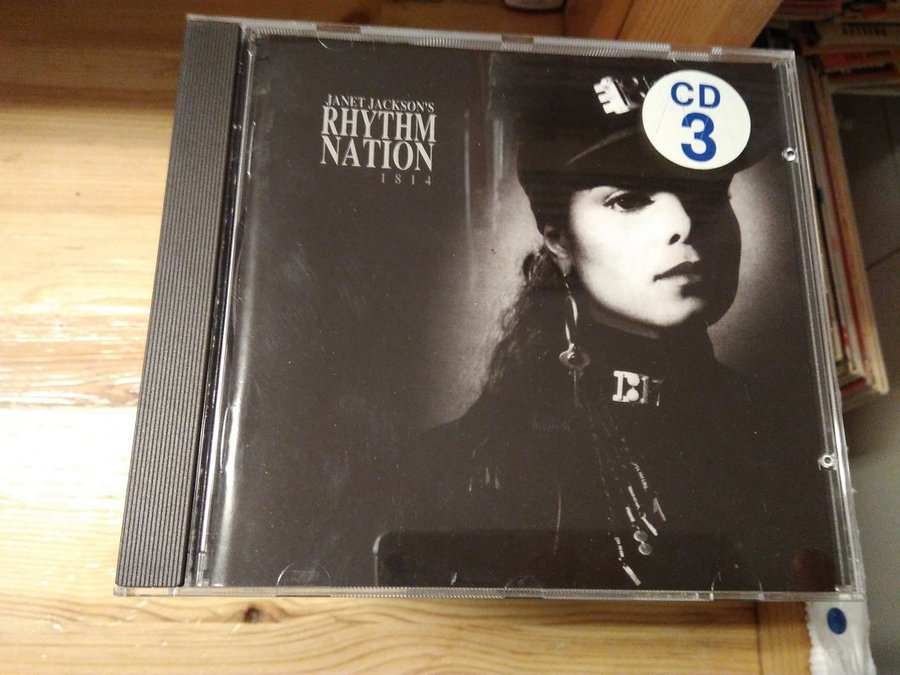 JANET JACKSON'S
RHYTHM
NATION
1814
CD
3